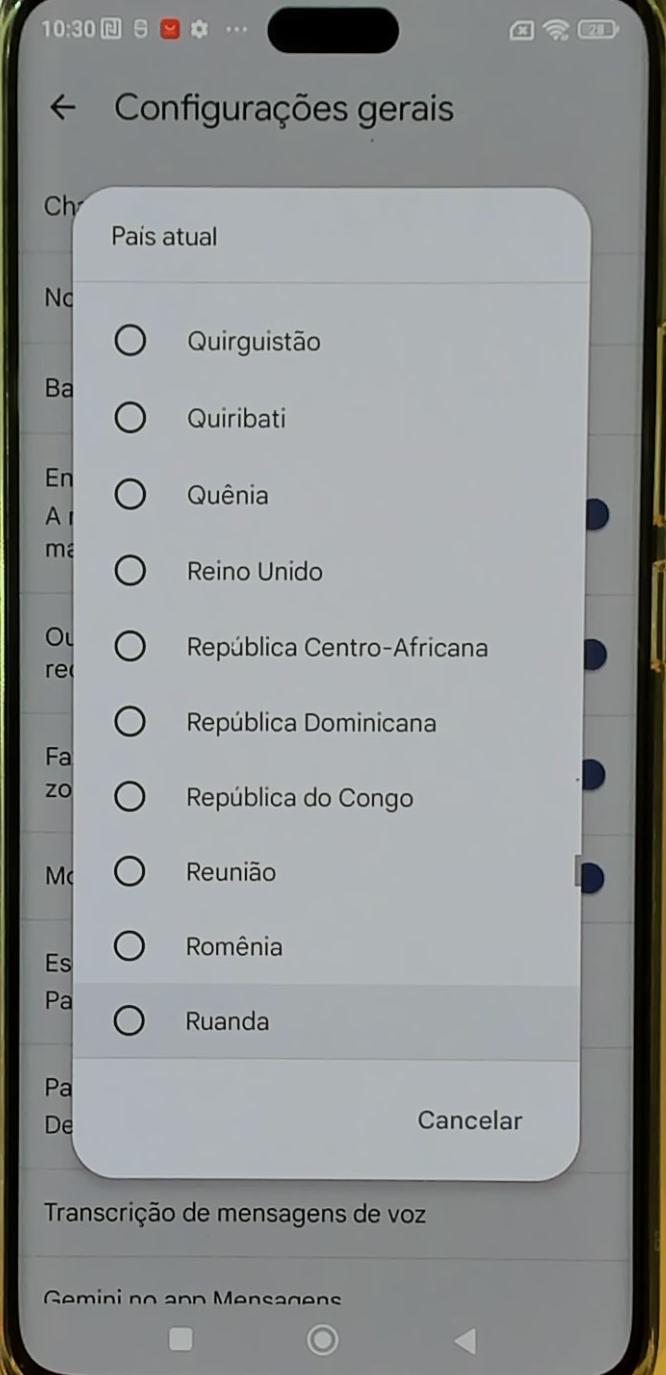 10:30
28
Configurações gerais
Ch
País atual
No
Quirguistão
Ba
Quiribati
En
Quênia
A
ma
Reino Unido
Ou
República Centro-Africana
re
República Dominicana
Fa
zo
República do Congo
Mo
Reunião
Romênia
Es
Pa
Ruanda
Pa
De
Cancelar
Transcrição de mensagens de voz
Gemini no app Mensagens